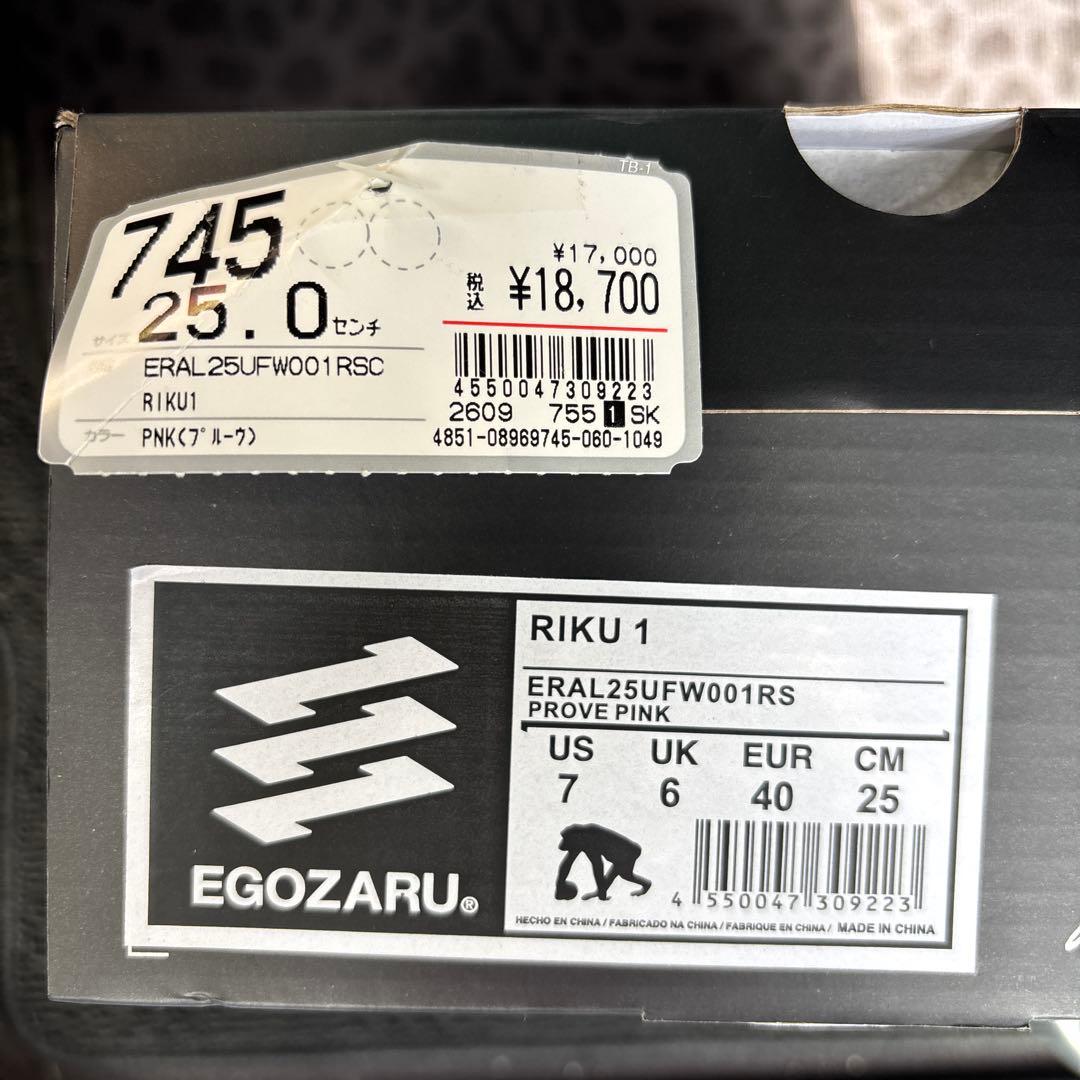 TB-1
745
¥17,000
税込 ¥18,700
サイズ 25.0センチ
ERAL25UFW001RSC
4550047309223
RIKU1
2609 755 1 SK
カラー PNK(プルーウ)
4851-08969745-060-1049
RIKU 1
ERAL25UFW001RS
PROVE PINK
US UK EUR CM
7 6 40 25
EGOZARU®
4 550047 309223
HECHO EN CHINA / FABRICADO NA CHINA / FABRIQUE EN CHINA / MADE IN CHINA